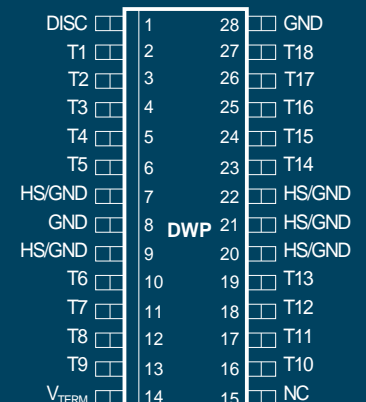 DISC 1 28 GND
T1 2 27 T18
T2 3 26 T17
T3 4 25 T16
T4 5 24 T15
T5 6 23 T14
HS/GND 7 22 HS/GND
GND 8 DWP 21 HS/GND
HS/GND 9 20 HS/GND
T6 10 19 T13
T7 11 18 T12
T8 12 17 T11
T9 13 16 T10
VTERM 14 15 NC